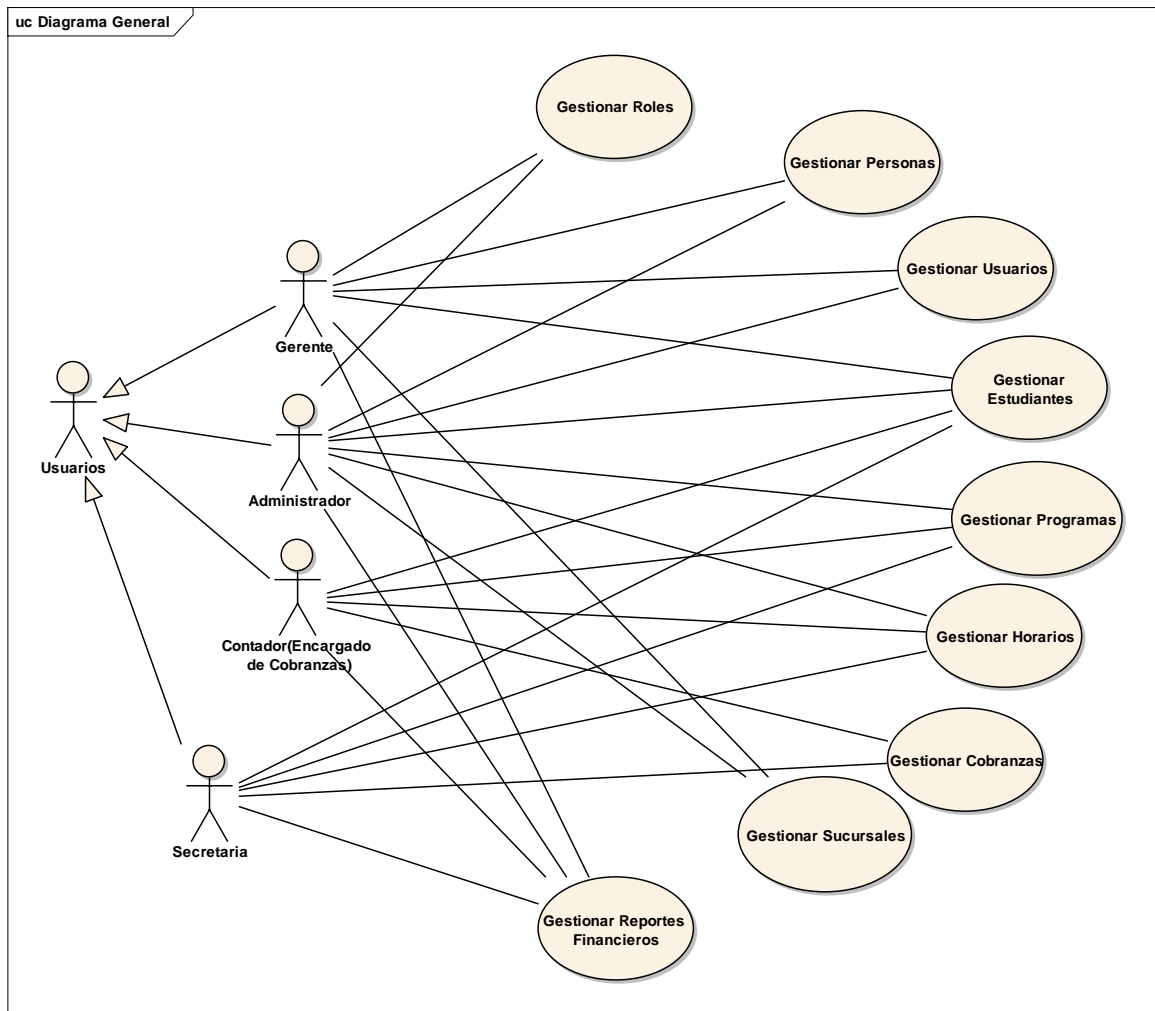 uc Diagrama General
Gestionar Roles
Gestionar Personas
Gestionar Usuarios
Gerente
Gestionar
Estudiantes
Usuarios
Administrador
Gestionar Programas
Contador(Encargado
de Cobranzas)
Gestionar Horarios
Gestionar Cobranzas
Gestionar Sucursales
Secretaria
Gestionar Reportes
Financieros